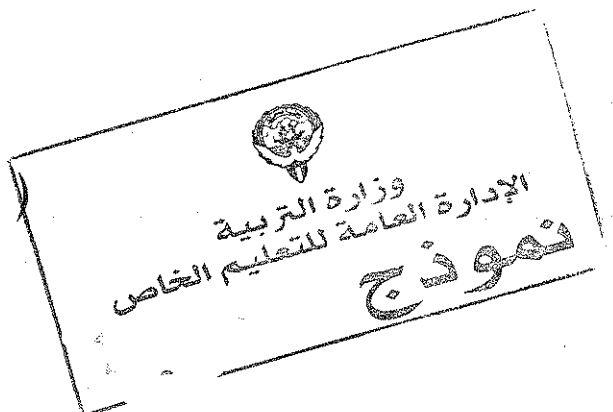 وزارة التربية
الإدارة العامة للتعليم الخاص
نموذج